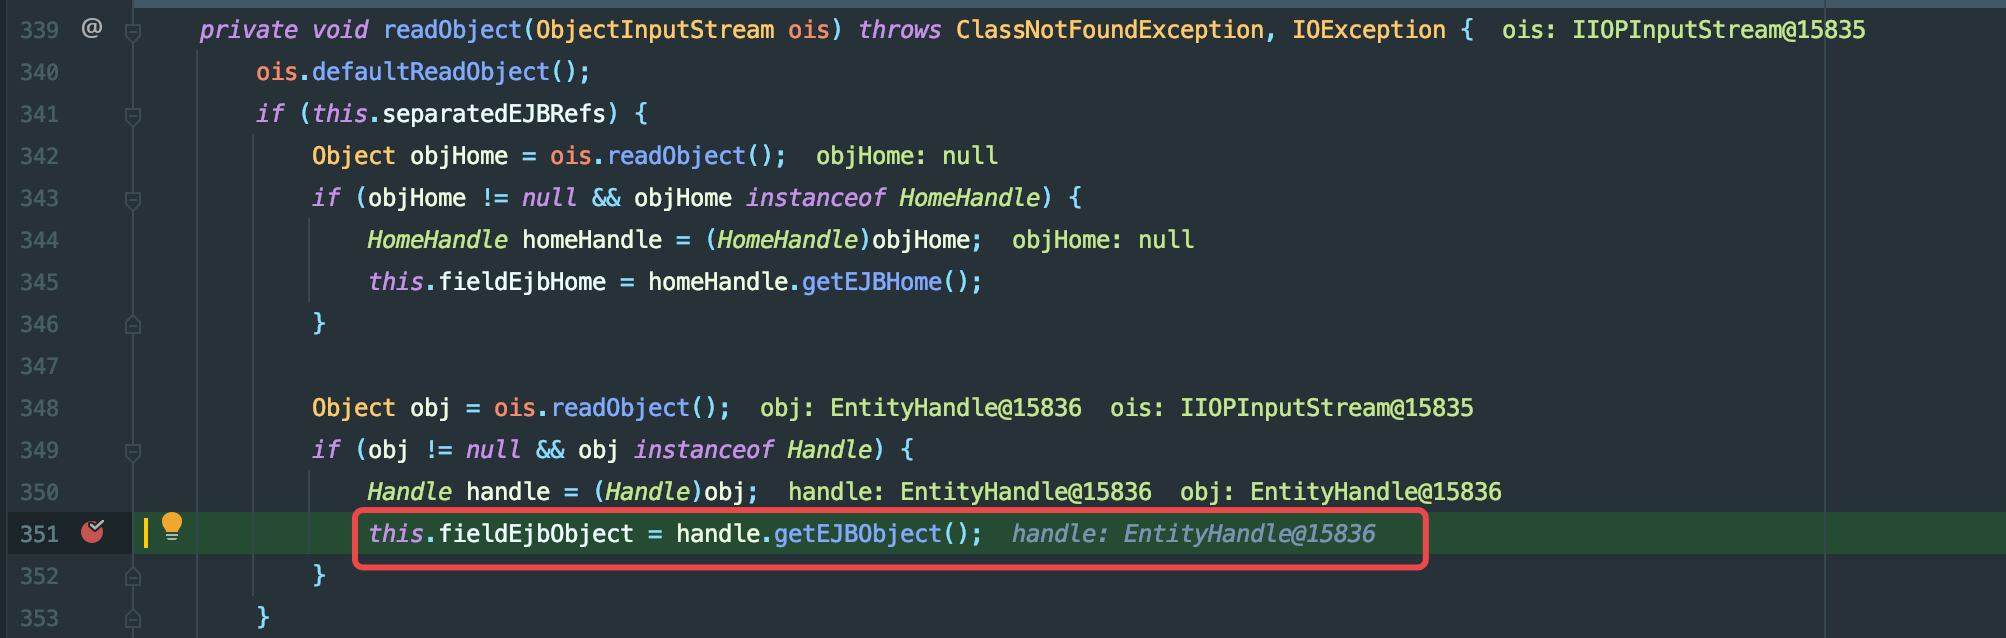 339 @ private void readObject(ObjectInputStream ois) throws ClassNotFoundException, IOException { ois: IIOPInputStream@15835
340 ois.defaultReadObject();
341 if (this.separatedEJBRefs) {
342 Object objHome = ois.readObject(); objHome: null
343 if (objHome != null && objHome instanceof HomeHandle) {
344 HomeHandle homeHandle = (HomeHandle)objHome; objHome: null
345 this.fieldEjbHome = homeHandle.getEJBHome();
346 }
347
348 Object obj = ois.readObject(); obj: EntityHandle@15836 ois: IIOPInputStream@15835
349 if (obj != null && obj instanceof Handle) {
350 Handle handle = (Handle)obj; handle: EntityHandle@15836 obj: EntityHandle@15836
351 this.fieldEjbObject = handle.getEJBObject(); handle: EntityHandle@15836
352 }
353 }